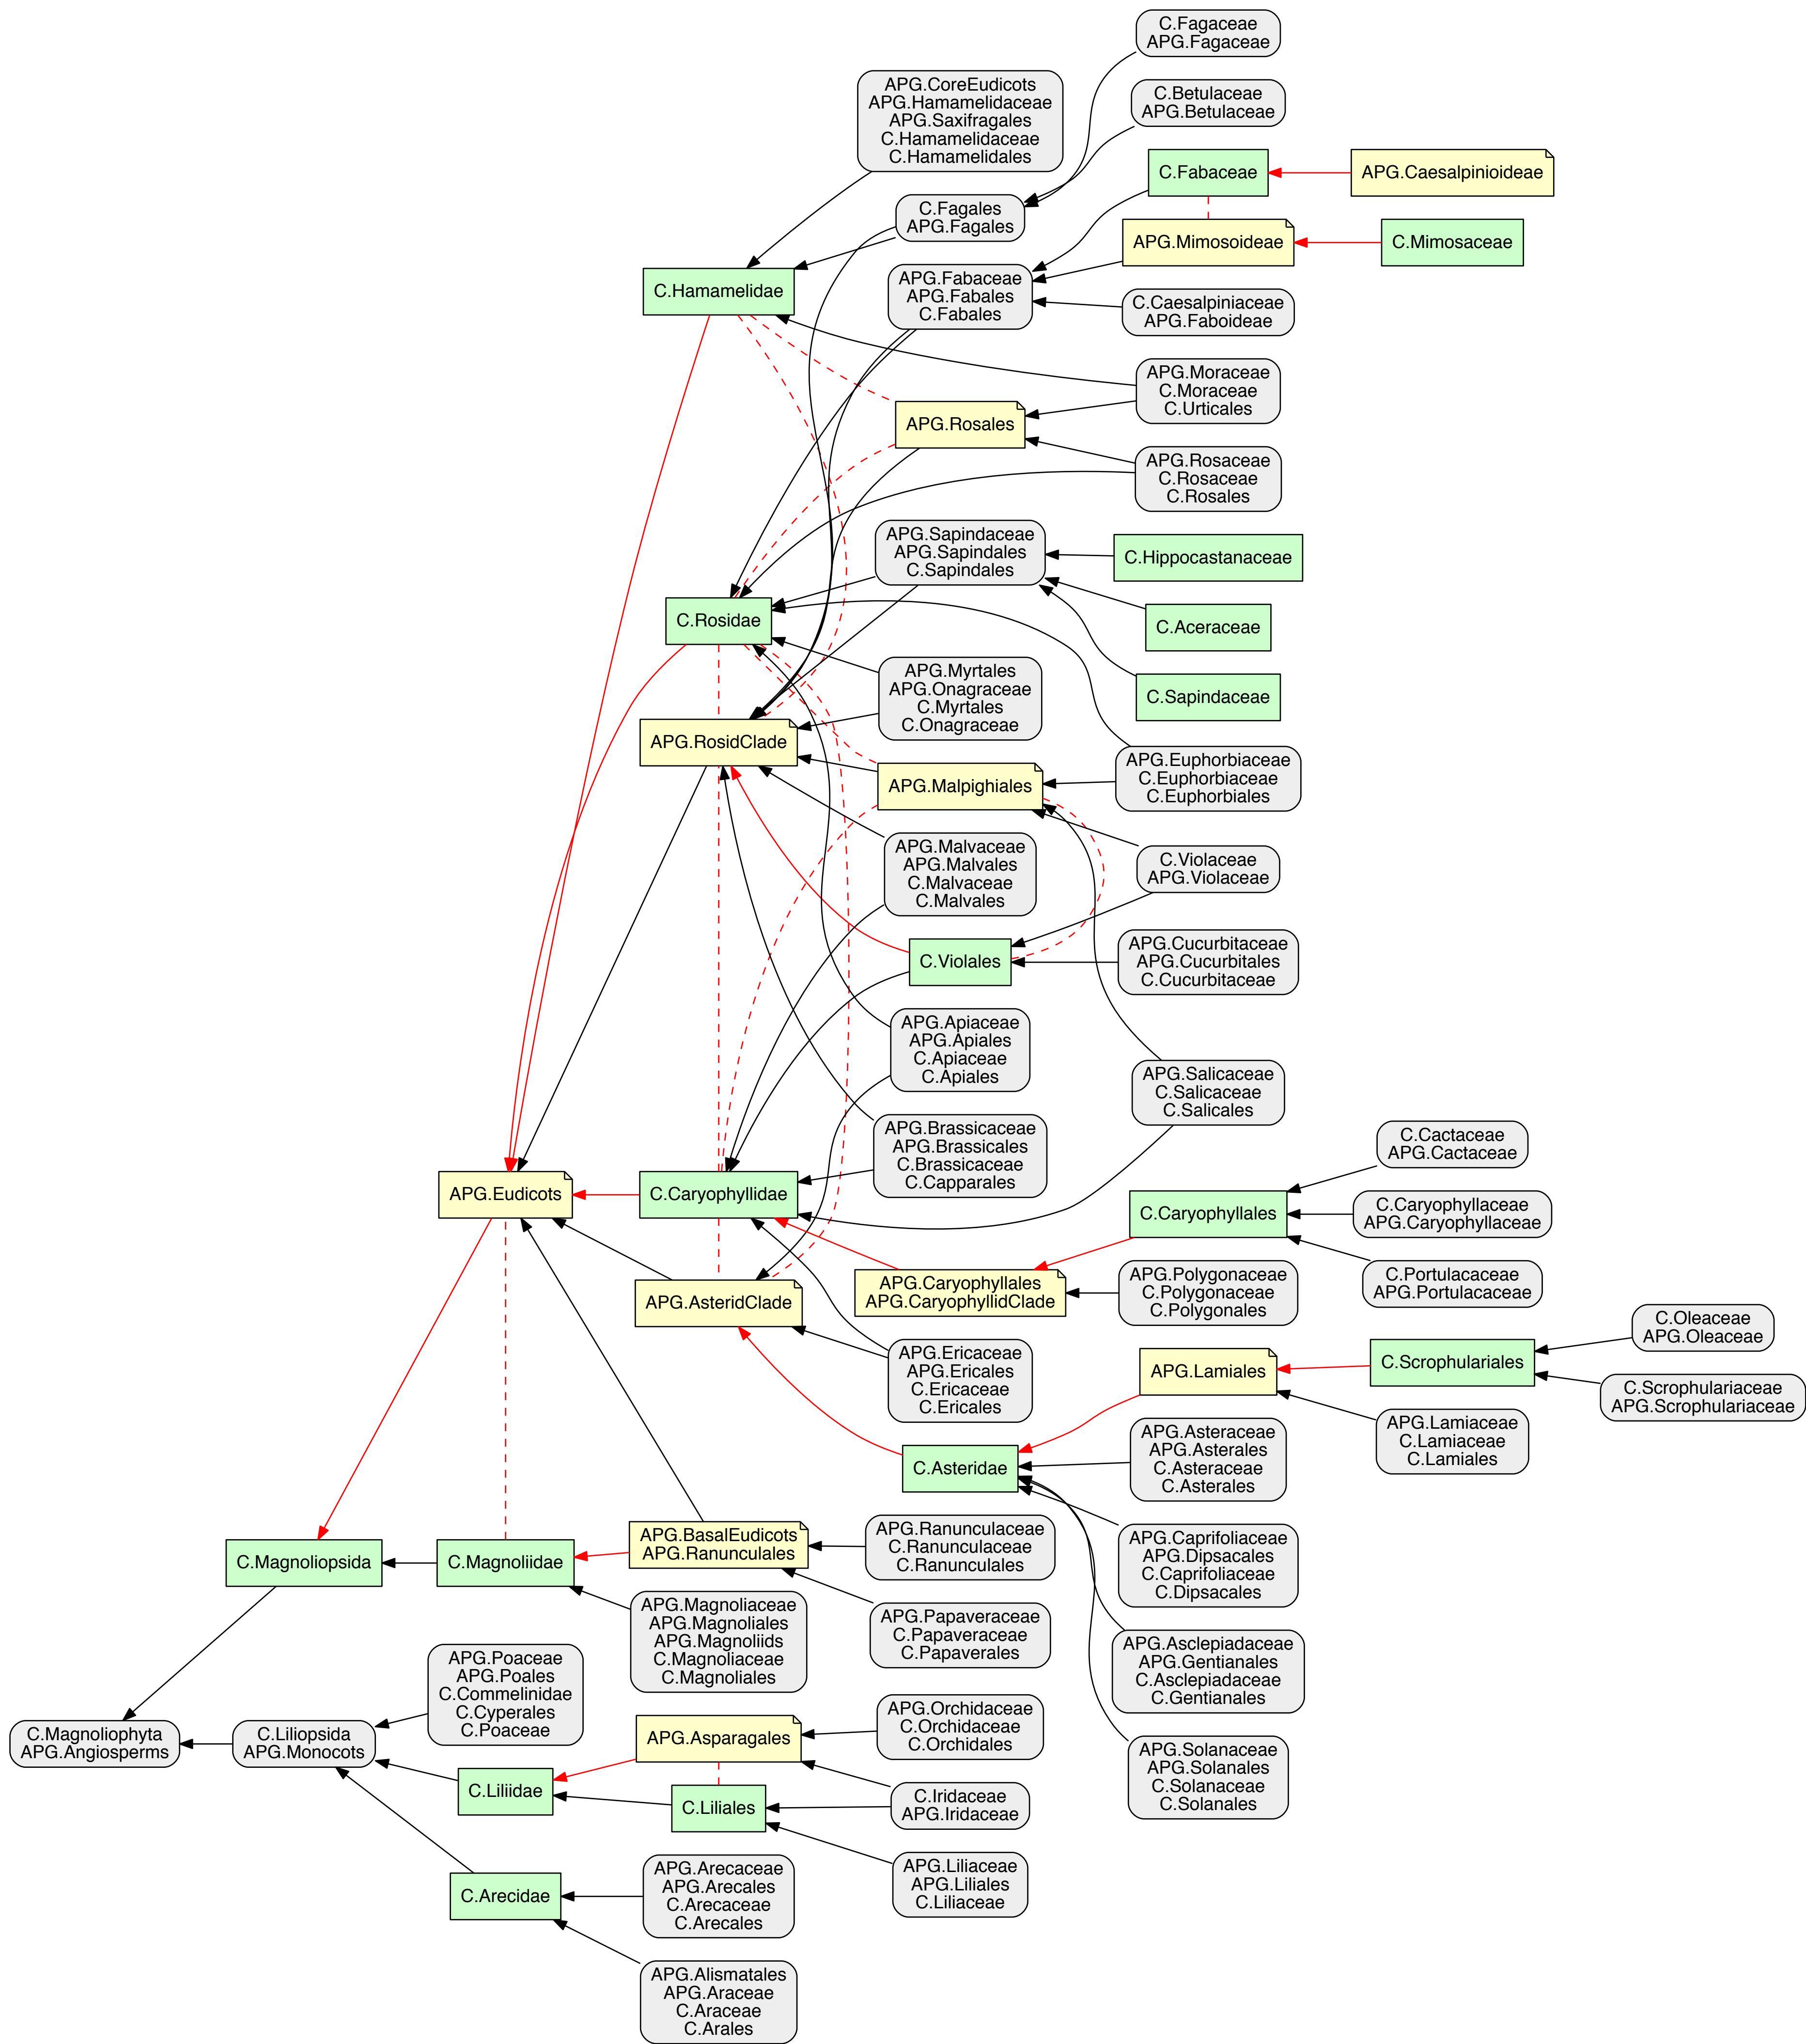 C.Fagaceae
APG.Fagaceae
APG.CoreEudicots
APG.Hamamelidaceae
APG.Saxifragales
C.Hamamelidaceae
C.Hamamelidales
C.Betulaceae
APG.Betulaceae
C.Fabaceae
APG.Caesalpinioideae
C.Fagales
APG.Fagales
APG.Mimosoideae
C.Mimosaceae
C.Hamamelidae
APG.Fabaceae
APG.Fabales
C.Fabales
C.Caesalpiniaceae
APG.Faboideae
APG.Moraceae
C.Moraceae
C.Urticales
APG.Rosales
APG.Rosaceae
C.Rosaceae
C.Rosales
APG.Sapindaceae
APG.Sapindales
C.Sapindales
C.Hippocastanaceae
C.Rosidae
C.Aceraceae
APG.Myrtales
APG.Onagraceae
C.Myrtales
C.Onagraceae
C.Sapindaceae
APG.RosidClade
APG.Malpighiales
APG.Euphorbiaceae
C.Euphorbiaceae
C.Euphorbiales
APG.Malvaceae
APG.Malvales
C.Malvaceae
C.Malvales
C.Violaceae
APG.Violaceae
C.Violales
APG.Cucurbitaceae
APG.Cucurbitales
C.Cucurbitaceae
APG.Apiaceae
APG.Apiales
C.Apiaceae
C.Apiales
APG.Salicaceae
C.Salicaceae
C.Salicales
APG.Brassicaceae
APG.Brassicales
C.Brassicaceae
C.Capparales
C.Cactaceae
APG.Cactaceae
APG.Eudicots
C.Caryophyllidae
C.Caryophyllales
C.Caryophyllaceae
APG.Caryophyllaceae
APG.AsteridClade
APG.Caryophyllales
APG.CaryophyllidClade
APG.Polygonaceae
C.Polygonaceae
C.Polygonales
C.Portulacaceae
APG.Portulacaceae
C.Oleaceae
APG.Oleaceae
APG.Ericaceae
APG.Ericales
C.Ericaceae
C.Ericales
APG.Lamiales
C.Scrophulariales
C.Scrophulariaceae
APG.Scrophulariaceae
APG.Lamiaceae
C.Lamiaceae
C.Lamiales
C.Asteridae
APG.Asteraceae
APG.Asterales
C.Asteraceae
C.Asterales
C.Magnoliopsida
C.Magnoliidae
APG.BasalEudicots
APG.Ranunculales
APG.Ranunculaceae
C.Ranunculaceae
C.Ranunculales
APG.Caprifoliaceae
APG.Dipsacales
C.Caprifoliaceae
C.Dipsacales
APG.Magnoliaceae
APG.Magnoliales
APG.Magnoliids
C.Magnoliaceae
C.Magnoliales
APG.Papaveraceae
C.Papaveraceae
C.Papaverales
APG.Asclepiadaceae
APG.Gentianales
C.Asclepiadaceae
C.Gentianales
APG.Poaceae
APG.Poales
C.Commelinidae
C.Cyperales
C.Poaceae
C.Magnoliophyta
APG.Angiosperms
C.Liliopsida
APG.Monocots
APG.Asparagales
APG.Orchidaceae
C.Orchidaceae
C.Orchidales
APG.Solanaceae
APG.Solanales
C.Solanaceae
C.Solanales
C.Liliidae
C.Liliales
C.Iridaceae
APG.Iridaceae
APG.Liliaceae
APG.Liliales
C.Liliaceae
C.Arecidae
APG.Arecaceae
APG.Arecales
C.Arecaceae
C.Arecales
APG.Alismatales
APG.Araceae
C.Araceae
C.Arales